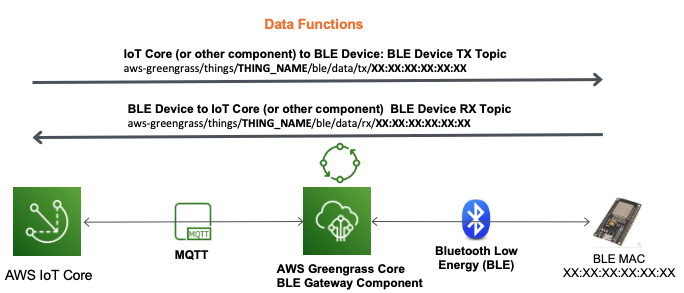 Data Functions
IoT Core (or other component) to BLE Device: BLE Device TX Topic
aws-greengrass/things/THING_NAME/ble/data/tx/XX:XX:XX:XX:XX:XX
BLE Device to IoT Core (or other component) BLE Device RX Topic
aws-greengrass/things/THING_NAME/ble/data/rx/XX:XX:XX:XX:XX:XX
MQTT
AWS IoT Core
MQTT
AWS Greengrass Core
BLE Gateway Component
Bluetooth Low
Energy (BLE)
BLE MAC
XX:XX:XX:XX:XX:XX